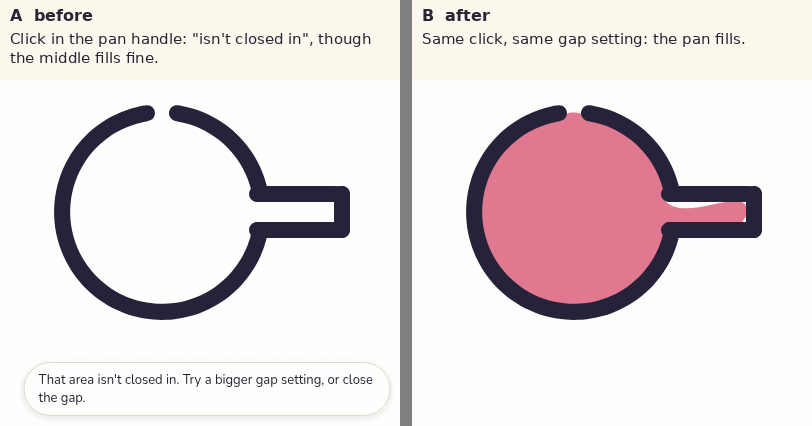 A before
Click in the pan handle: "isn't closed in", though
the middle fills fine.
That area isn't closed in. Try a bigger gap setting, or close
the gap.
B after
Same click, same gap setting: the pan fills.